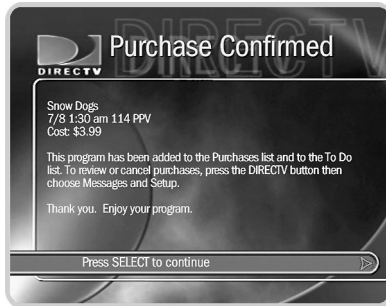 DIRECTV
Purchase Confirmed
DIRECTV
Snow Dogs
7/8 1:30 am 114 PPV
Cost: $3.99
This program has been added to the Purchases list and to the To Do
list. To review or cancel purchases, press the DIRECTV button then
choose Messages and Setup.
Thank you. Enjoy your program.
Press SELECT to continue